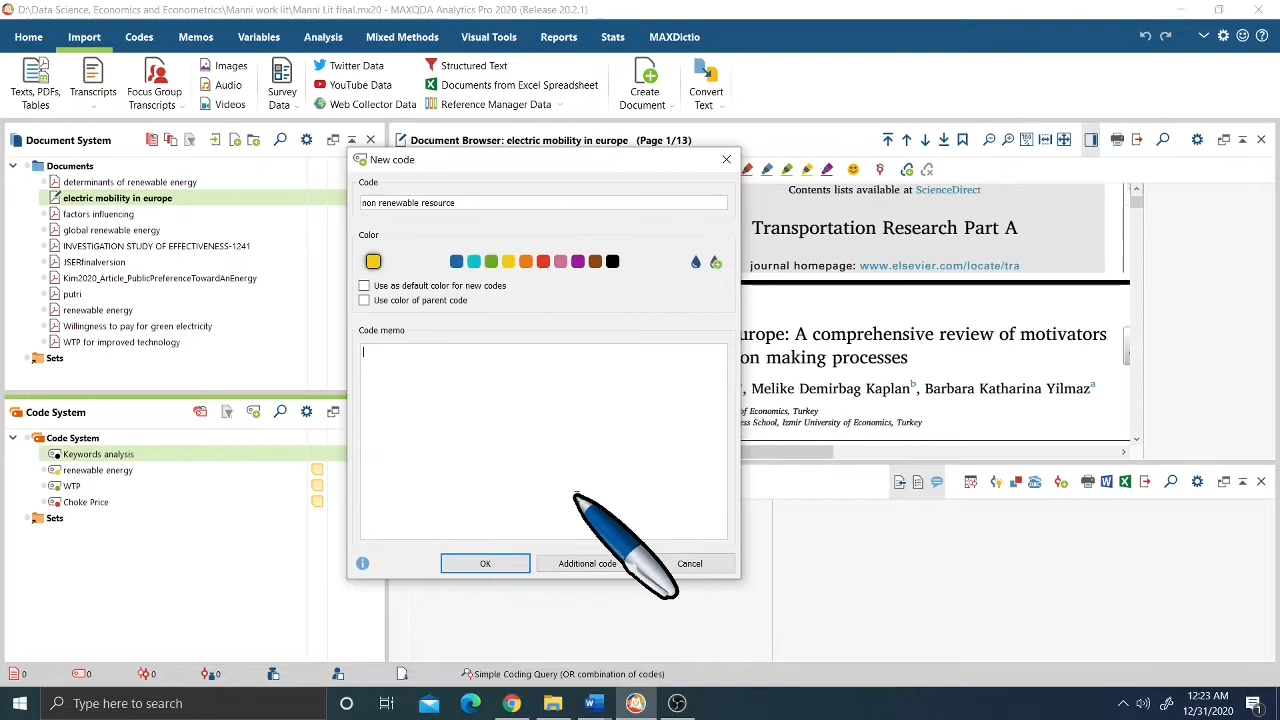 D:\Data Science, Economics and Econometrics\Manni work lit\Manni Lit final.mx20 - MAXQDA Analytics Pro 2020 (Release 20.2.1)
Home Import Codes Memos Variables Analysis Mixed Methods Visual Tools Reports Stats MAXDictio
Texts, PDFs, Tables
Transcripts
Focus Group Transcripts
Images
Audio
Videos
Survey Data
Twitter Data
YouTube Data
Web Collector Data
Structured Text
Documents from Excel Spreadsheet
Reference Manager Data
Create Document
Convert Text
Document System
Documents
determinants of renewable energy
electric mobility in europe
factors influencing
global renewable energy
INVESTIGATION STUDY OF EFFECTIVENESS-1241
JSERfinalversion
Kim2020_Article_PublicPreferenceTowardAnEnergy
putri
renewable energy
Willingness to pay for green electricity
WTP for improved technology
Sets
Code System
Code System
Keywords analysis
renewable energy
WTP
Choke Price
Sets
Document Browser: electric mobility in europe (Page 1/13)
Contents lists available at ScienceDirect
Transportation Research Part A
journal homepage: www.elsevier.com/locate/tra
urope: A comprehensive review of motivators
on making processes
, Melike Demirbag Kaplanb, Barbara Katharina Yilmaza
of Economics, Turkey
ess School, Izmir University of Economics, Turkey
New code
Code
non renewable resource
Color
Use as default color for new codes
Use color of parent code
Code memo
OK Additional code Cancel
0 0 0 0
Simple Coding Query (OR combination of codes)
Type here to search
12:23 AM
12/31/2020